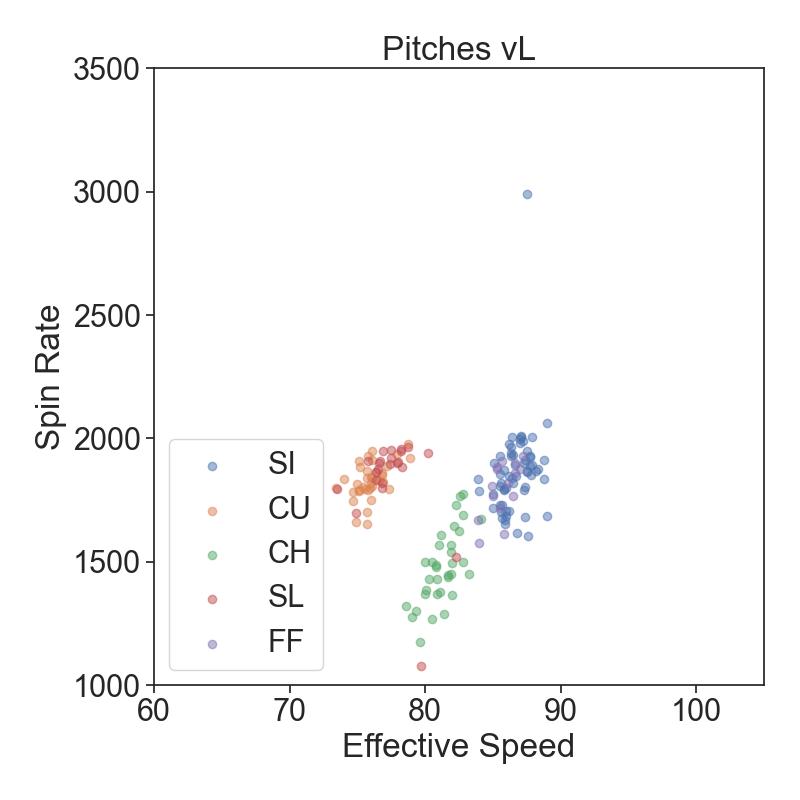 Pitches vL
3500
3000
2500
2000
1500
1000
Spin Rate
SI
CU
CH
SL
FF
60 70 80 90 100
Effective Speed